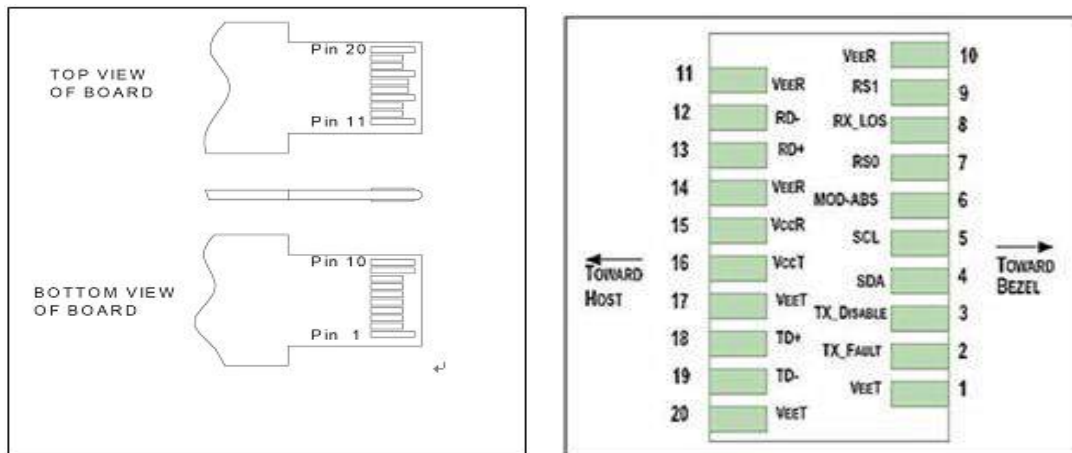 TOP VIEW
OF BOARD
Pin 20
Pin 11
BOTTOM VIEW
OF BOARD
Pin 10
Pin 1
11 VEER
12 RD-
13 RD+
14 VEER
15 VCCR
16 VCCT
17 VEET
18 TD+
19 TD-
20 VEET
VEER 10
RS1 9
RX_LOS 8
RS0 7
MOD-ABS 6
SCL 5
SDA 4
TX_DISABLE 3
TX_FAULT 2
VEET 1
TOWARD
HOST
TOWARD
BEZEL